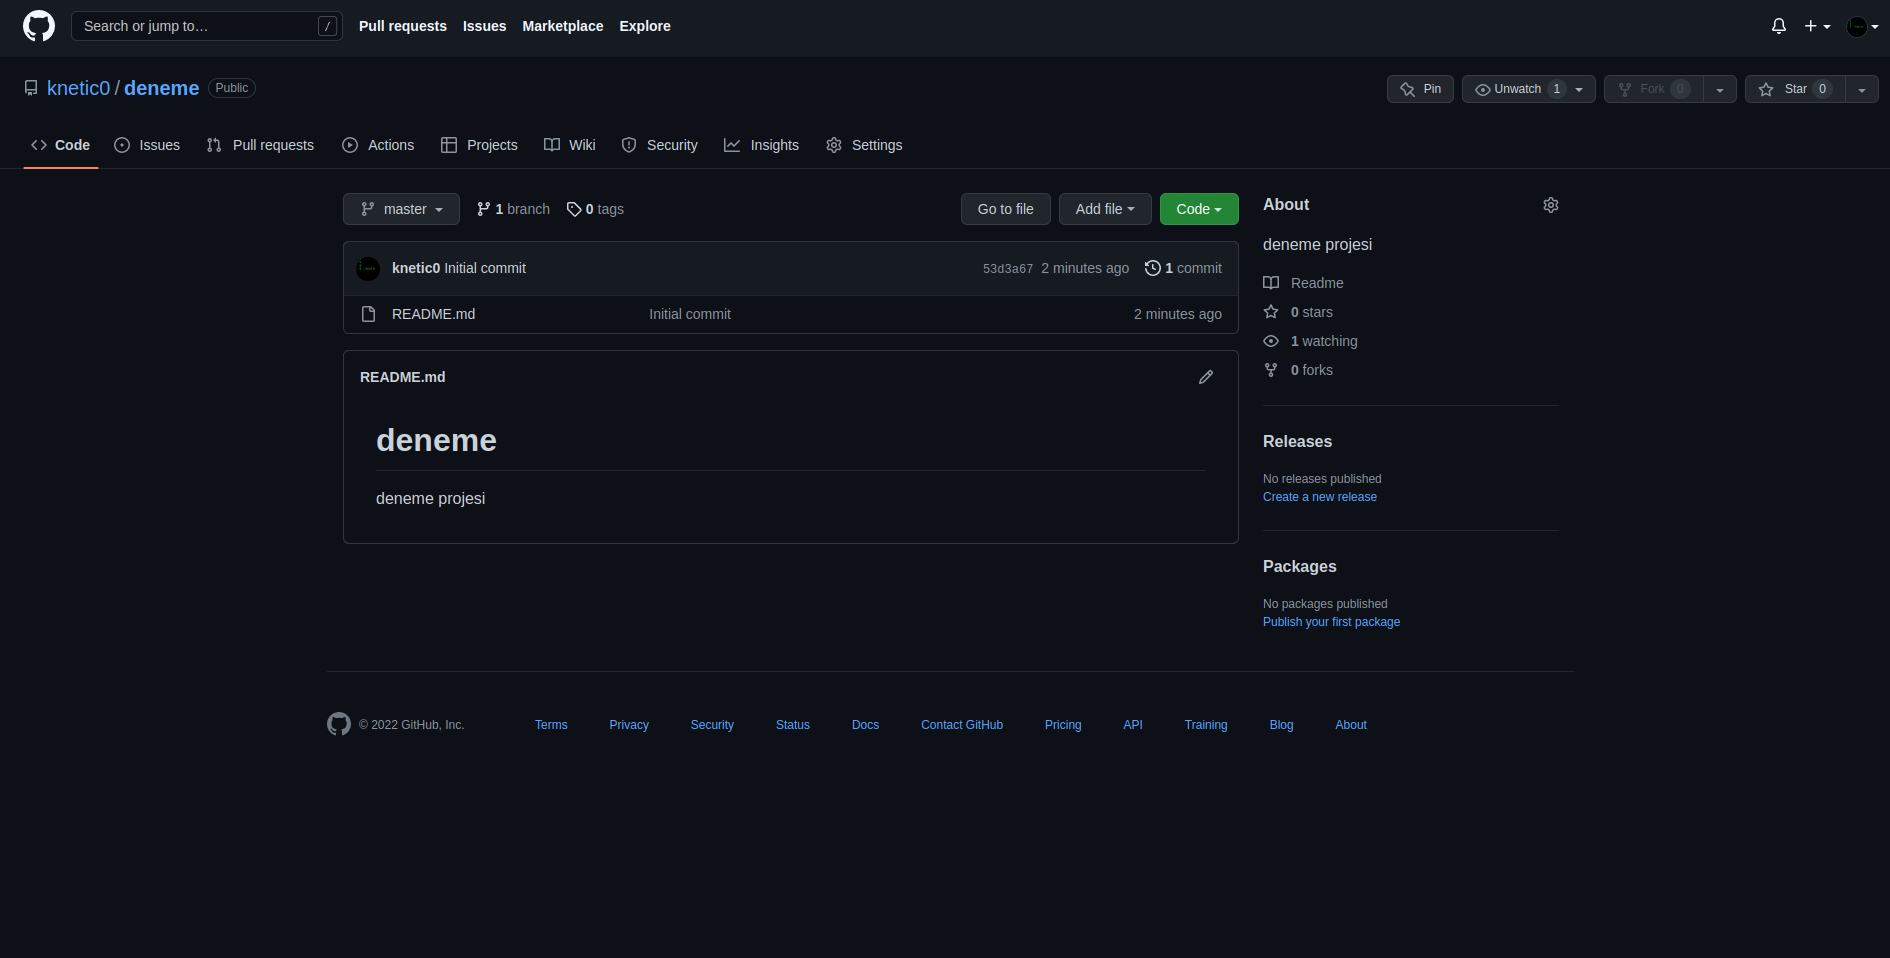 Search or jump to… /
Pull requests Issues Marketplace Explore
knetic0 / deneme Public
Pin Unwatch 1 Fork 0 Star 0
Code Issues Pull requests Actions Projects Wiki Security Insights Settings
master 1 branch 0 tags Go to file Add file Code
knetic0 Initial commit 53d3a67 2 minutes ago 1 commit
README.md Initial commit 2 minutes ago
README.md
deneme
deneme projesi
About
deneme projesi
Readme
0 stars
1 watching
0 forks
Releases
No releases published
Create a new release
Packages
No packages published
Publish your first package
© 2022 GitHub, Inc. Terms Privacy Security Status Docs Contact GitHub Pricing API Training Blog About